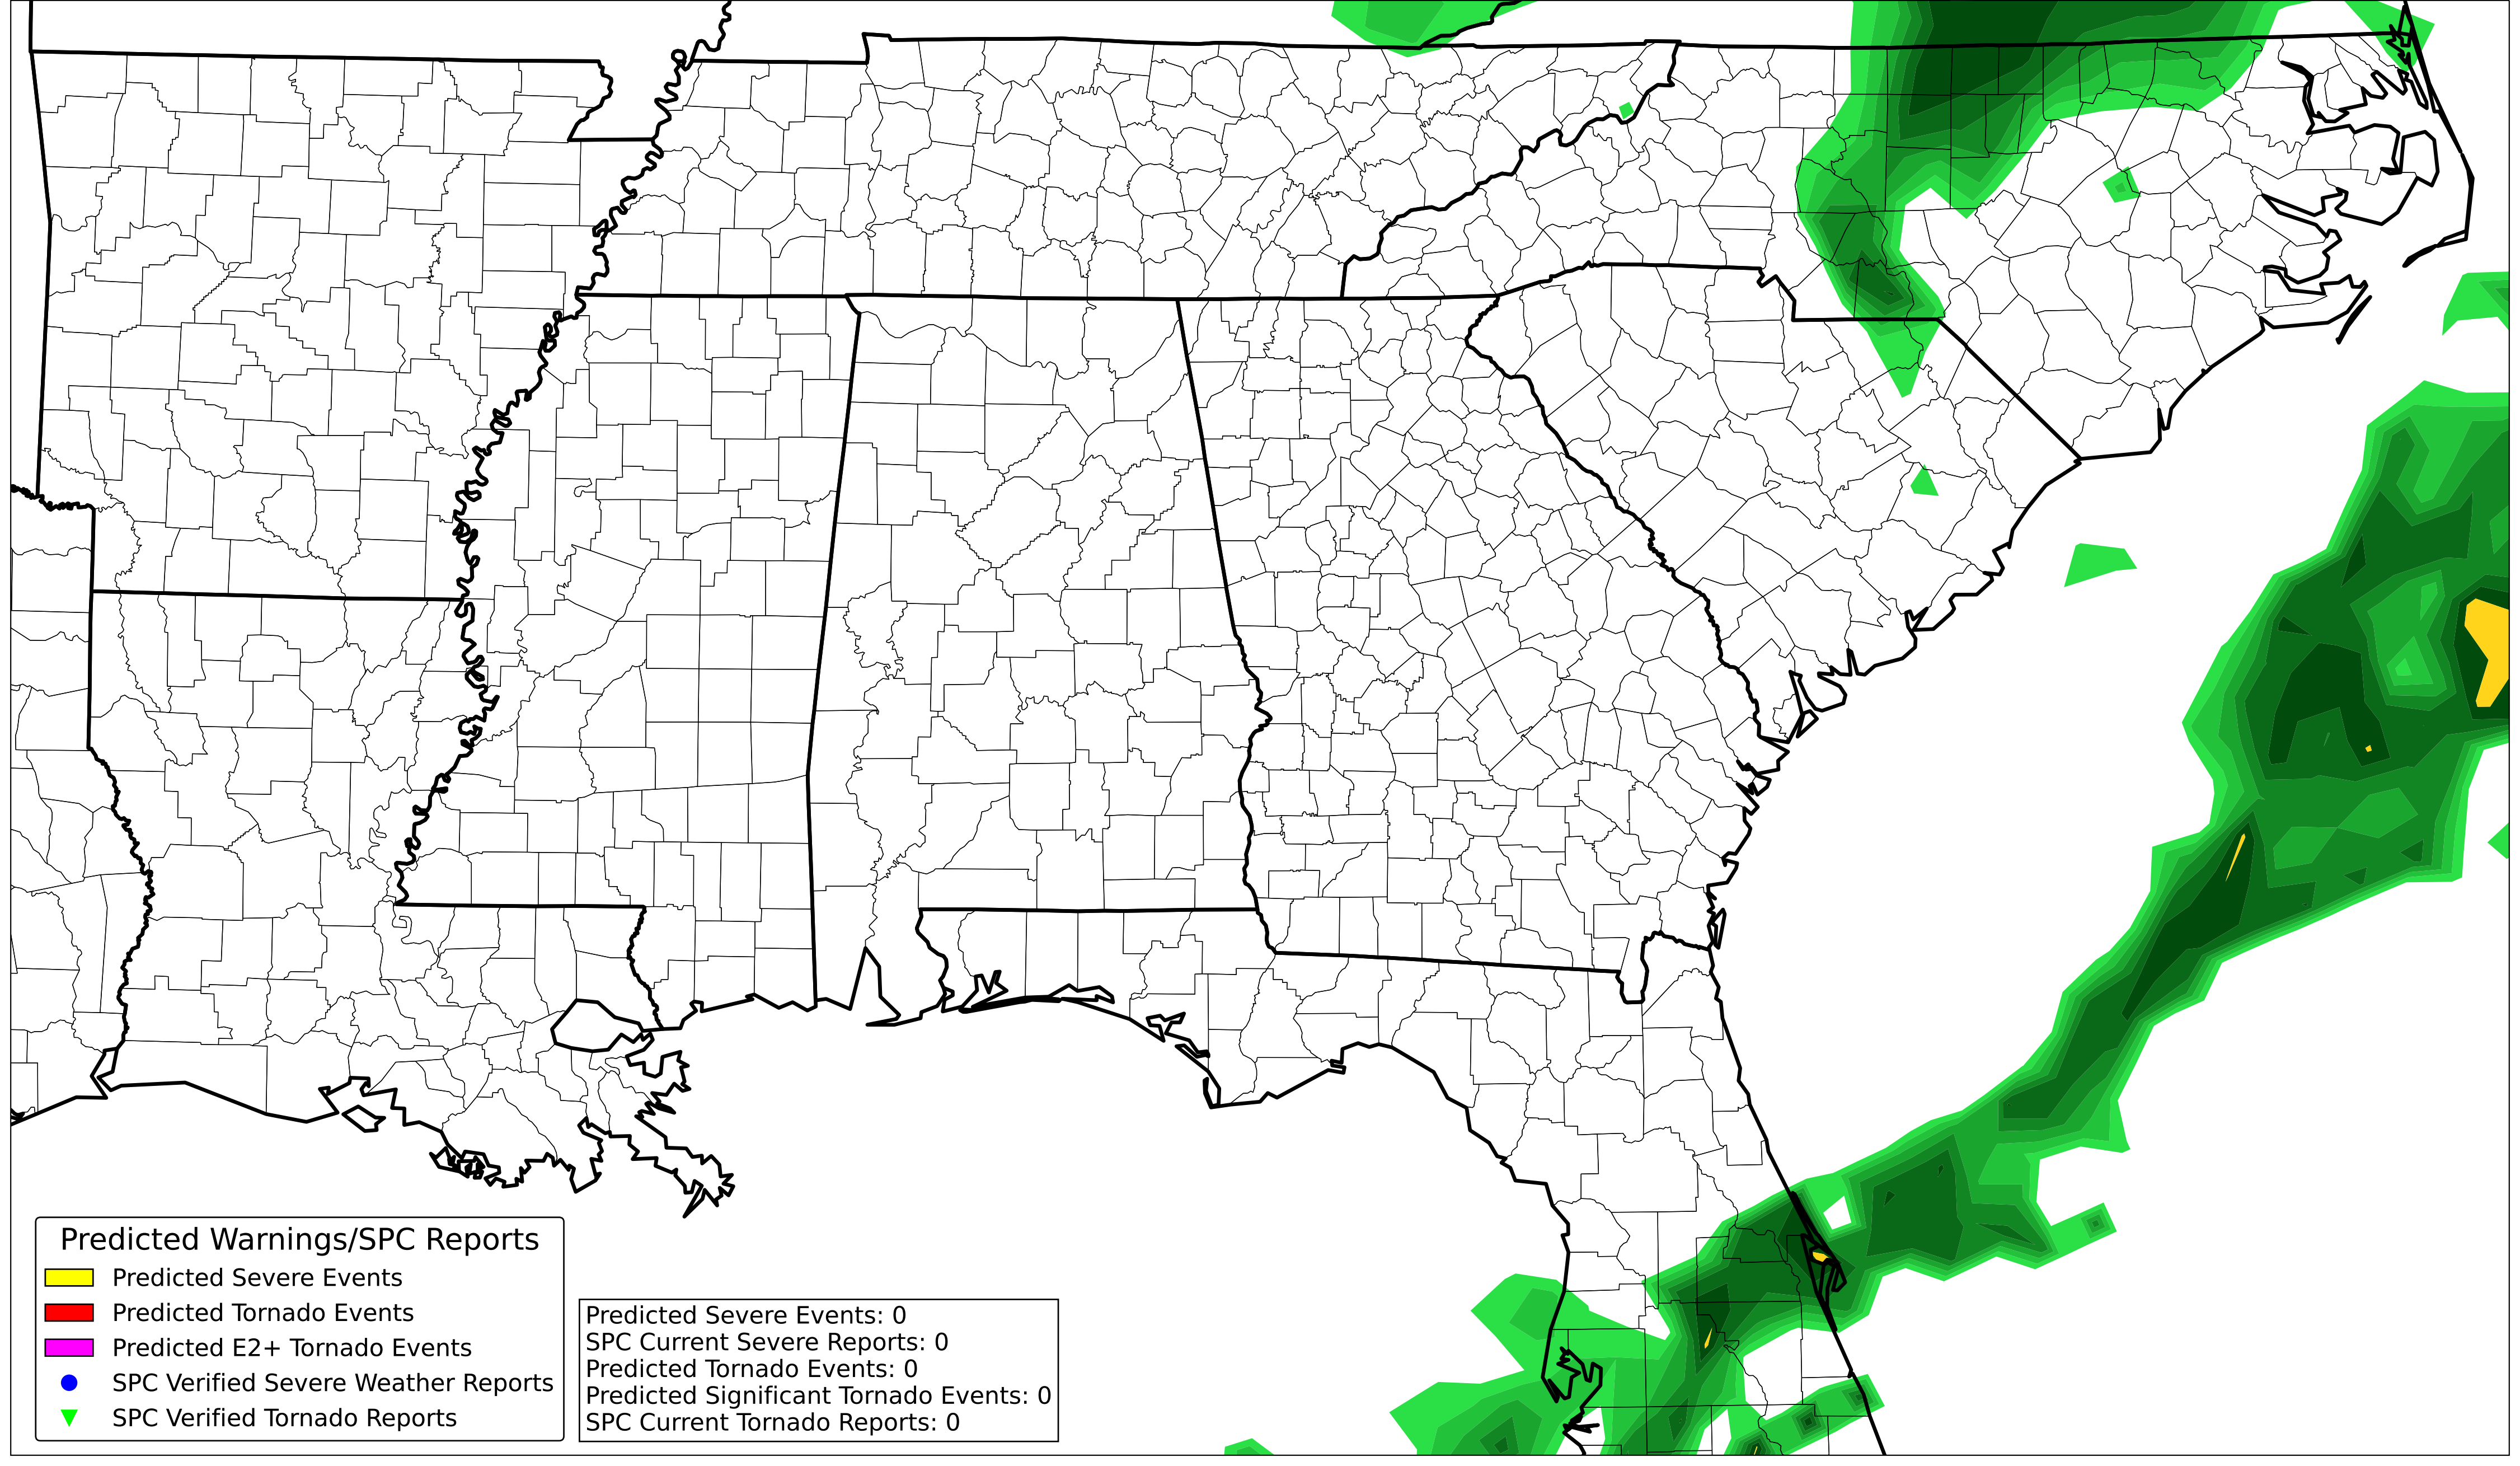 Predicted Warnings/SPC Reports
Predicted Severe Events
Predicted Tornado Events
Predicted E2+ Tornado Events
SPC Verified Severe Weather Reports
SPC Verified Tornado Reports
Predicted Severe Events: 0
SPC Current Severe Reports: 0
Predicted Tornado Events: 0
Predicted Significant Tornado Events: 0
SPC Current Tornado Reports: 0